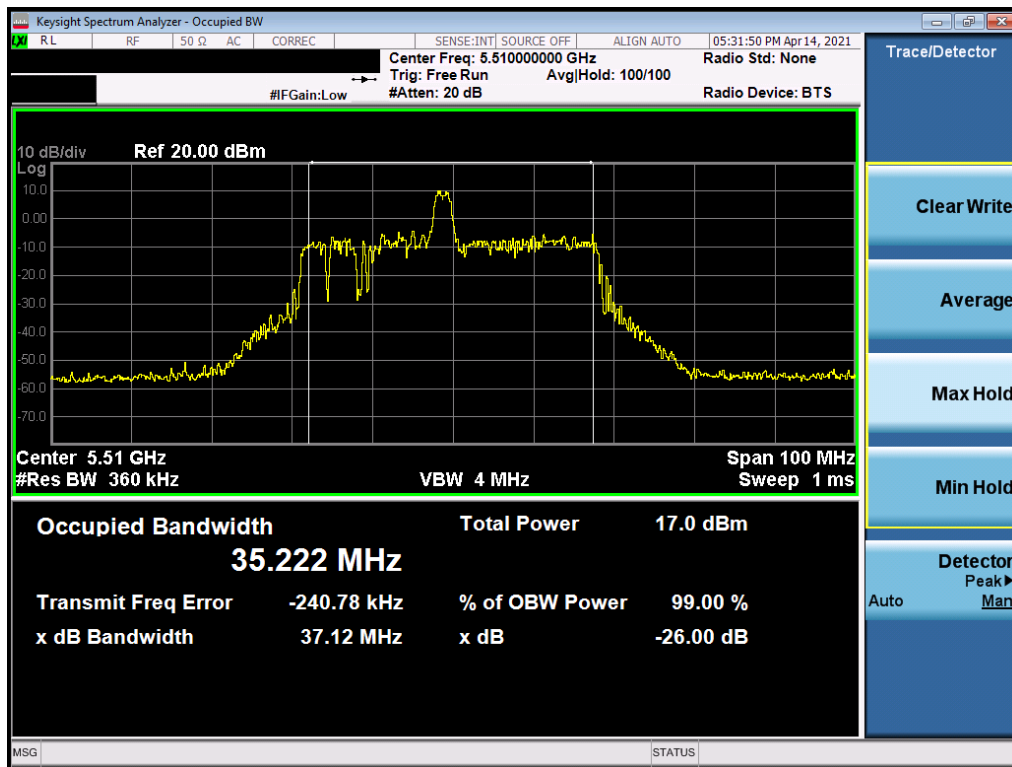 Keysight Spectrum Analyzer - Occupied BW
LXI RL RF 50 Ω AC CORREC SENSE:INT SOURCE OFF ALIGN AUTO 05:31:50 PM Apr 14, 2021
Center Freq: 5.510000000 GHz Radio Std: None
Trig: Free Run Avg|Hold: 100/100
#IFGain:Low #Atten: 20 dB Radio Device: BTS
10 dB/div Ref 20.00 dBm
Log
10.0
0.00
-10.0
-20.0
-30.0
-40.0
-50.0
-60.0
-70.0
Center 5.51 GHz Span 100 MHz
#Res BW 360 kHz VBW 4 MHz Sweep 1 ms
Occupied Bandwidth Total Power 17.0 dBm
35.222 MHz
Transmit Freq Error -240.78 kHz % of OBW Power 99.00 %
x dB Bandwidth 37.12 MHz x dB -26.00 dB
MSG STATUS
Trace/Detector
Clear Write
Average
Max Hold
Min Hold
Detector
Peak▶
Auto Man